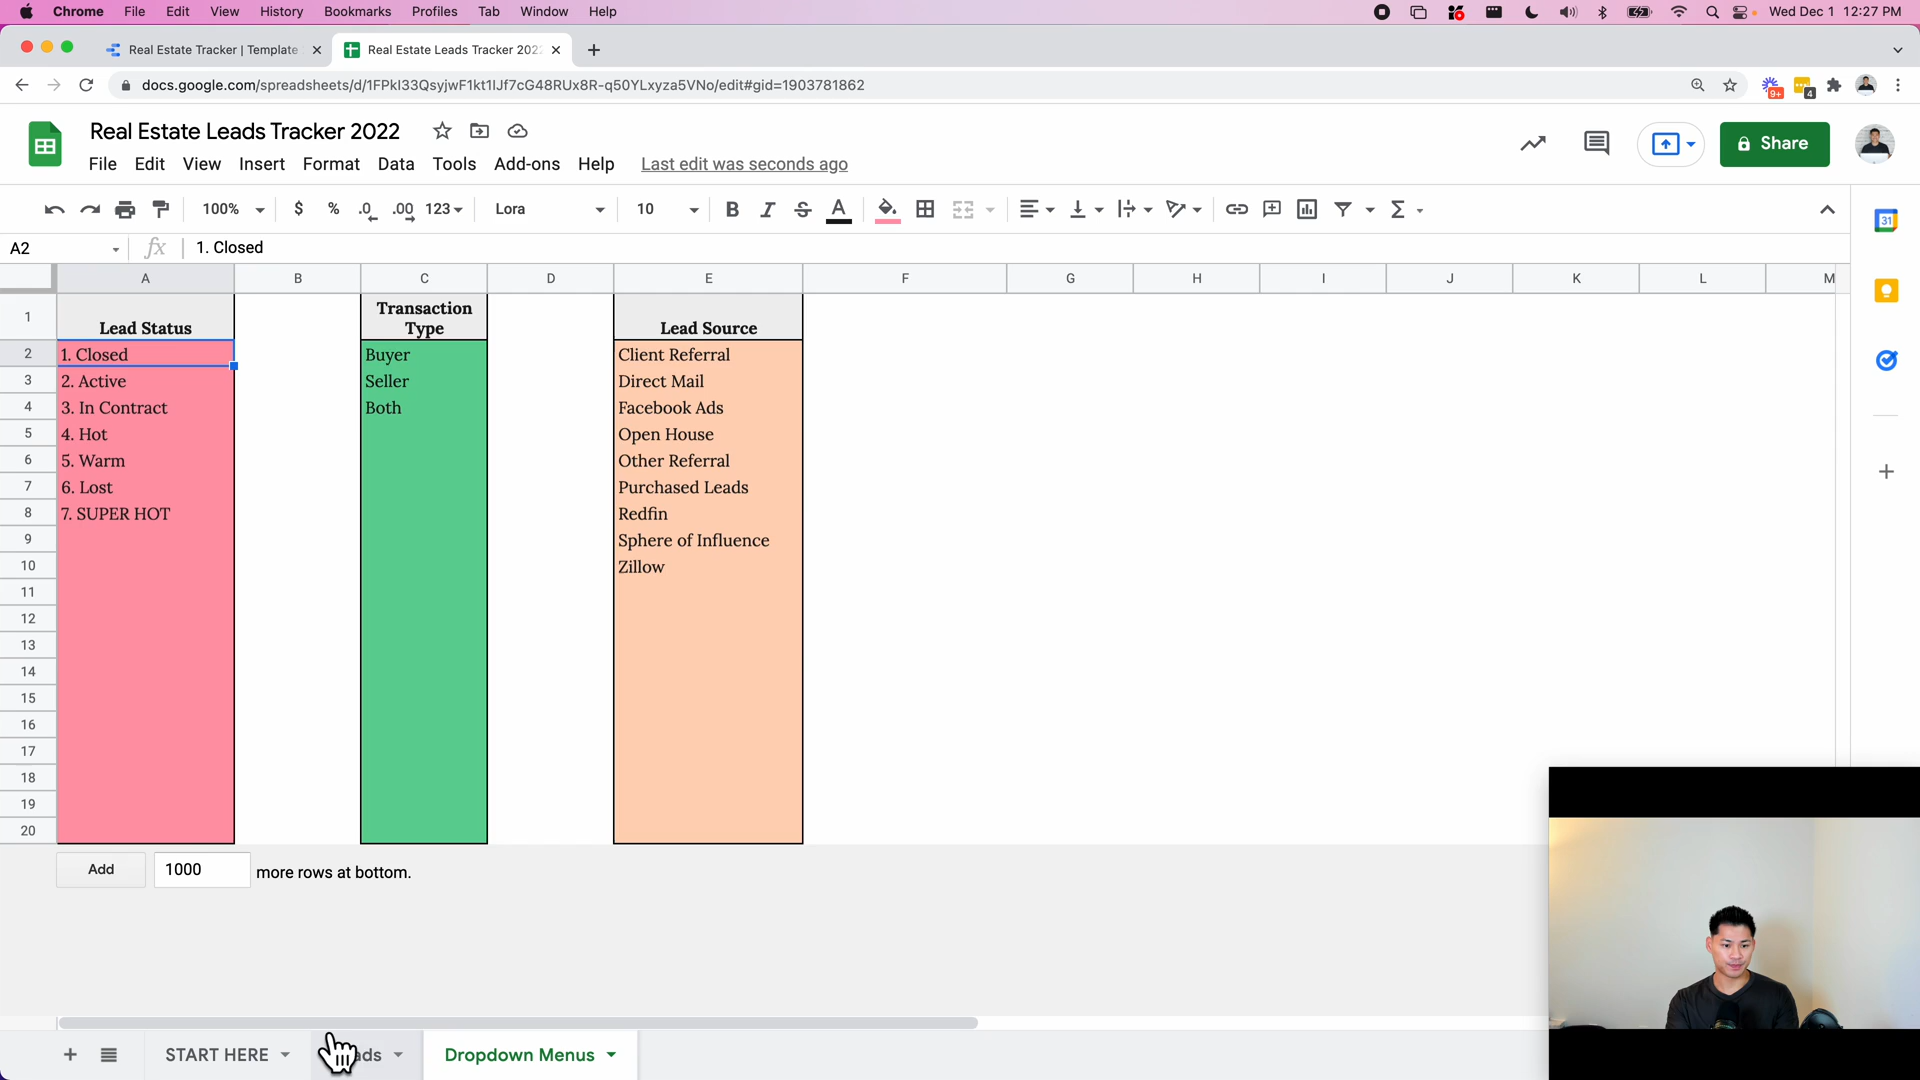 Chrome File Edit View History Bookmarks Profiles Tab Window Help Wed Dec 1 12:27 PM
Real Estate Tracker | Template Real Estate Leads Tracker 202
docs.google.com/spreadsheets/d/1FPkl33QsyjwF1kt1lJf7cG48RUx8R-q50YLxyza5VNo/edit#gid=1903781862 9+ 4
Real Estate Leads Tracker 2022 Share
File Edit View Insert Format Data Tools Add-ons Help Last edit was seconds ago
100% $ % .0 .00 123 Lora 10 B I S A Σ 31
A2 fx 1. Closed
A B C D E F G H I J K L M
1 Lead Status Transaction Type Lead Source
2 1. Closed Buyer Client Referral
3 2. Active Seller Direct Mail
4 3. In Contract Both Facebook Ads
5 4. Hot Open House
6 5. Warm Other Referral
7 6. Lost Purchased Leads
8 7. SUPER HOT Redfin
9 Sphere of Influence
10 Zillow
11
12
13
14
15
16
17
18
19
20
Add 1000 more rows at bottom.
START HERE ads Dropdown Menus